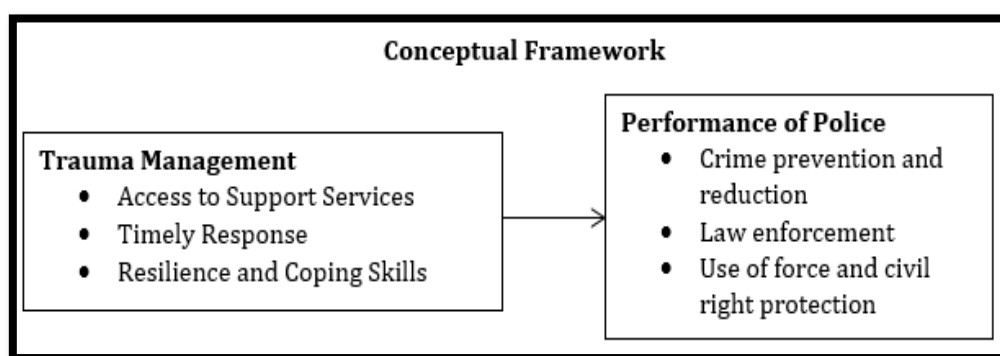 Conceptual Framework
Trauma Management
• Access to Support Services
• Timely Response
• Resilience and Coping Skills
Performance of Police
• Crime prevention and
reduction
• Law enforcement
• Use of force and civil
right protection